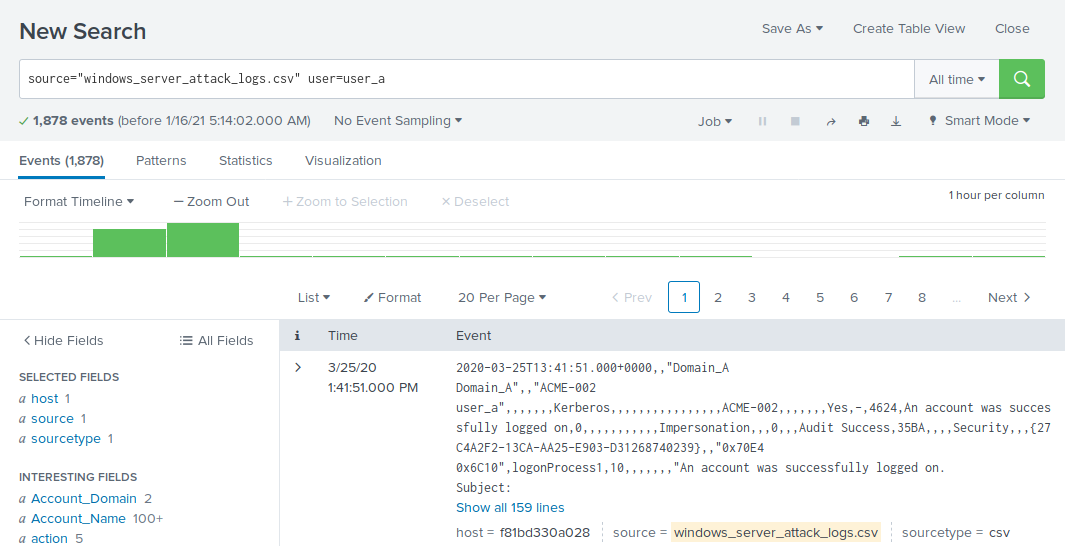 New Search
Save As
Create Table View
Close
source="windows_server_attack_logs.csv" user=user_a
All time
1,878 events (before 1/16/21 5:14:02.000 AM)
No Event Sampling
Job
Smart Mode
Events (1,878)
Patterns
Statistics
Visualization
Format Timeline
— Zoom Out
+ Zoom to Selection
× Deselect
1 hour per column
List
Format
20 Per Page
< Prev
1
2
3
4
5
6
7
8
...
Next >
< Hide Fields
All Fields
i
Time
Event
SELECTED FIELDS
a host 1
a source 1
a sourcetype 1
INTERESTING FIELDS
a Account_Domain 2
a Account_Name 100+
a action 5
>
3/25/20
1:41:51.000 PM
2020-03-25T13:41:51.000+0000,,"Domain_A
Domain_A",,"ACME-002
user_a",,,,,,,Kerberos,,,,,,,,,,,,,,,,ACME-002,,,,,,,Yes,-,4624,An account was succes
sfully logged on,0,,,,,,,,,,,Impersonation,,,0,,,Audit Success,35BA,,,,Security,,,{27
C4A2F2-13CA-AA25-E903-D31268740239},,"0x70E4
0x6C10",logonProcess1,10,,,,,,,"An account was successfully logged on.
Subject:
Show all 159 lines
host = f81bd330a028
source = windows_server_attack_logs.csv
sourcetype = csv